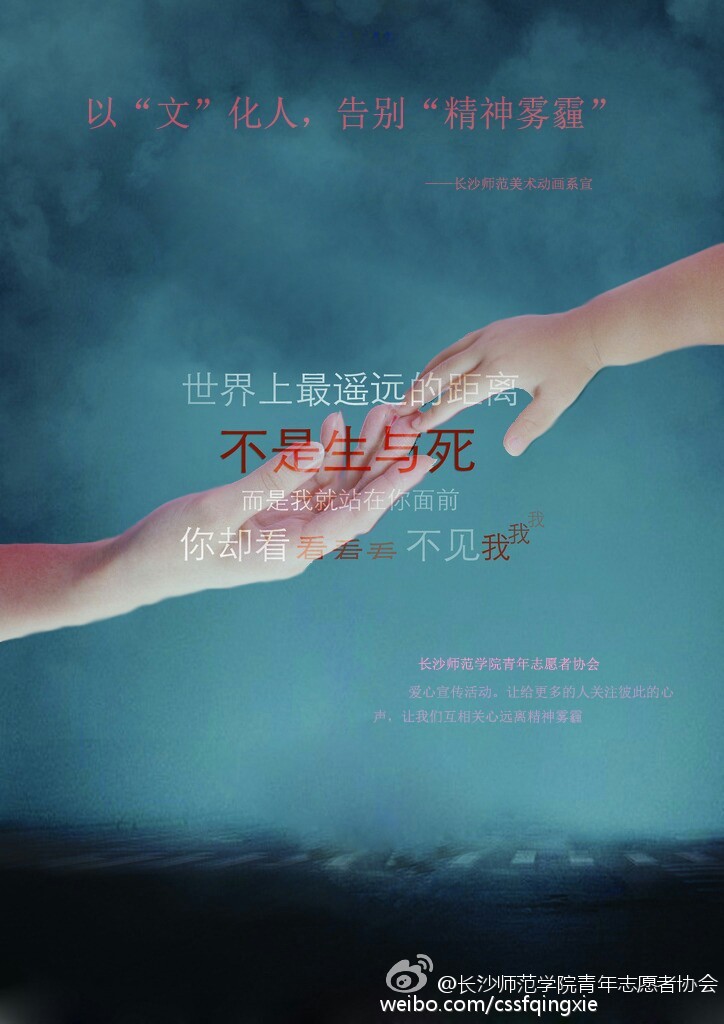 以“文”化人，告别“精神雾霾”
——长沙师范美术动画系宣
世界上最遥远的距离
不是生与死
而是我就站在你面前
你却看看看看不见我我我
长沙师范学院青年志愿者协会
爱心宣传活动。让给更多的人关注彼此的心
声，让我们互相关心远离精神雾霾
@长沙师范学院青年志愿者协会
weibo.com/cssfqingxie